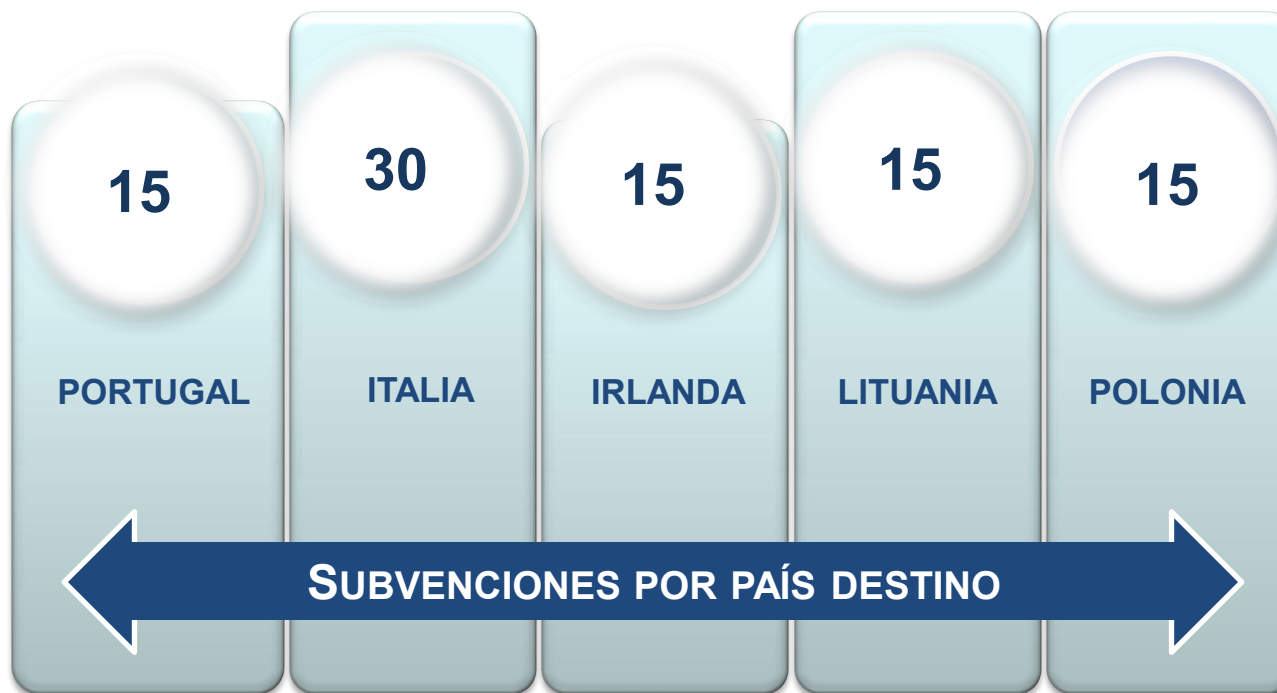 15
30
15
15
15
PORTUGAL
ITALIA
IRLANDA
LITUANIA
POLONIA
SUBVENCIONES POR PAÍS DESTINO